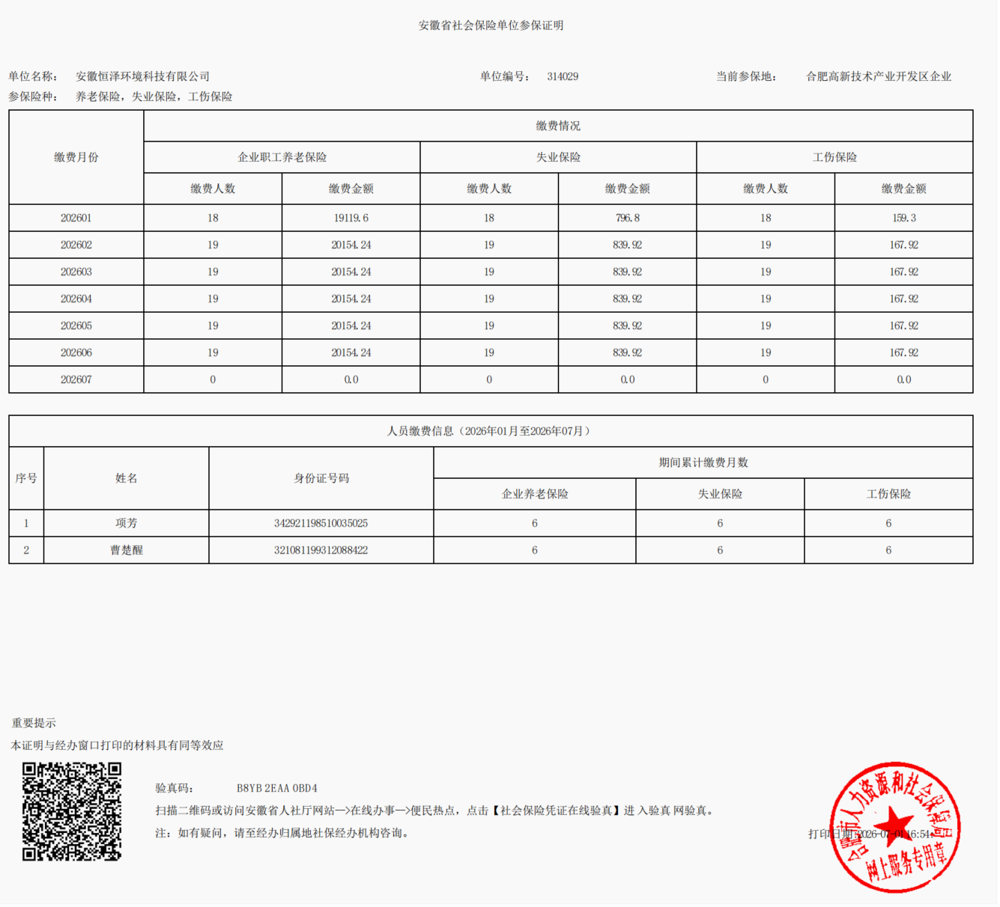 安徽省社会保险单位参保证明
单位名称： 安徽恒泽环境科技有限公司 单位编号： 314029 当前参保地： 合肥高新技术产业开发区企业
参保险种： 养老保险，失业保险，工伤保险
缴费月份 缴费情况
企业职工养老保险 失业保险 工伤保险
缴费人数 缴费金额 缴费人数 缴费金额 缴费人数 缴费金额
202601 18 19119.6 18 796.8 18 159.3
202602 19 20154.24 19 839.92 19 167.92
202603 19 20154.24 19 839.92 19 167.92
202604 19 20154.24 19 839.92 19 167.92
202605 19 20154.24 19 839.92 19 167.92
202606 19 20154.24 19 839.92 19 167.92
202607 0 0.0 0 0.0 0 0.0
人员缴费信息（2026年01月至2026年07月）
序号 姓名 身份证号码 期间累计缴费月数
企业养老保险 失业保险 工伤保险
1 项芳 342921198510035025 6 6 6
2 曹楚醒 321081199312088422 6 6 6
重要提示
本证明与经办窗口打印的材料具有同等效应
验真码： B8YB 2EAA 0BD4
扫描二维码或访问安徽省人社厅网站—>在线办事—>便民热点，点击【社会保险凭证在线验真】进入验真网验真。
注：如有疑问，请至经办归属地社保经办机构咨询。
打印日期:2026-07-01 16:54
合肥市人力资源和社会保障局
网上服务专用章